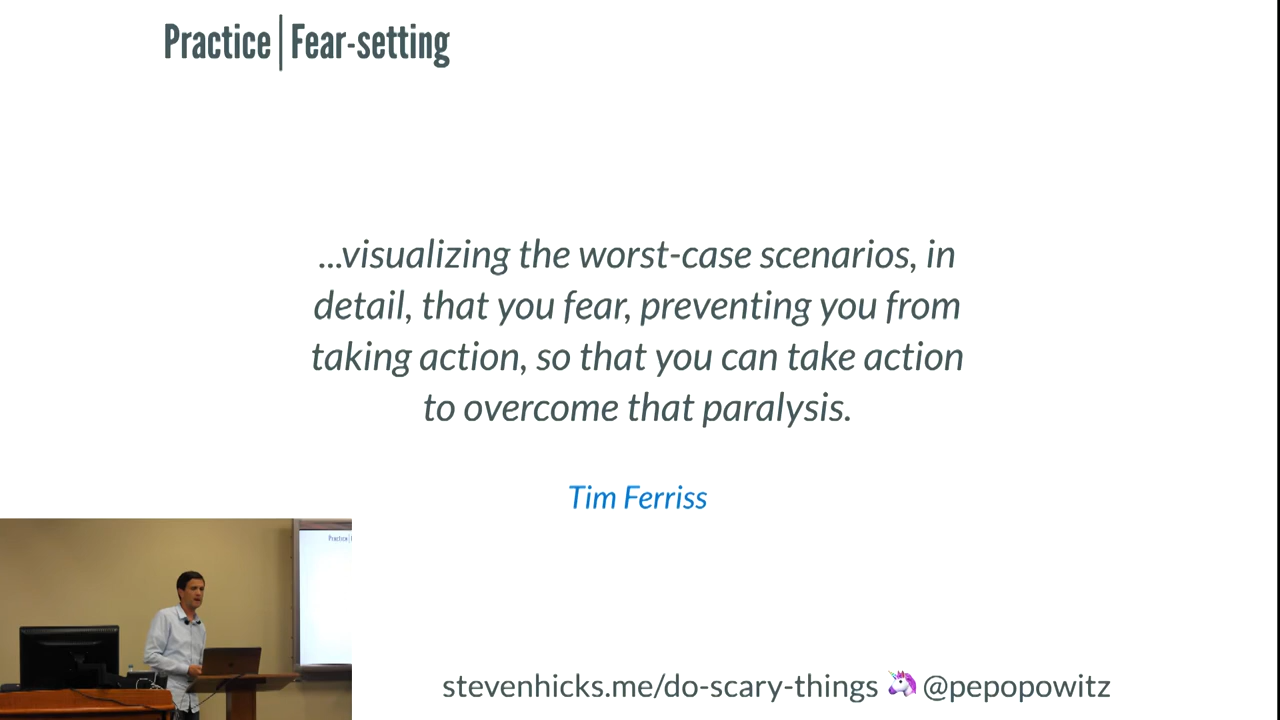 Practice | Fear-setting
...visualizing the worst-case scenarios, in
detail, that you fear, preventing you from
taking action, so that you can take action
to overcome that paralysis.
Tim Ferriss
Practice
stevenhicks.me/do-scary-things 🦄 @pepopowitz